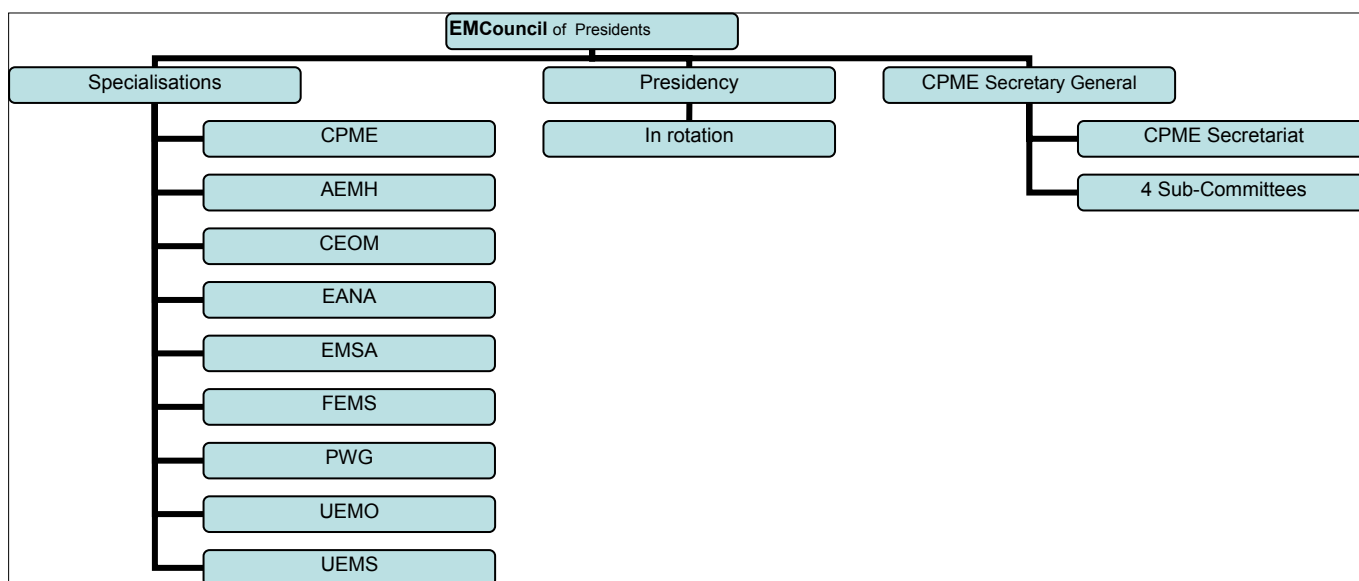 EMCouncil of Presidents
Specialisations
Presidency
CPME Secretary General
CPME
In rotation
CPME Secretariat
AEMH
4 Sub-Committees
CEOM
EANA
EMSA
FEMS
PWG
UEMO
UEMS